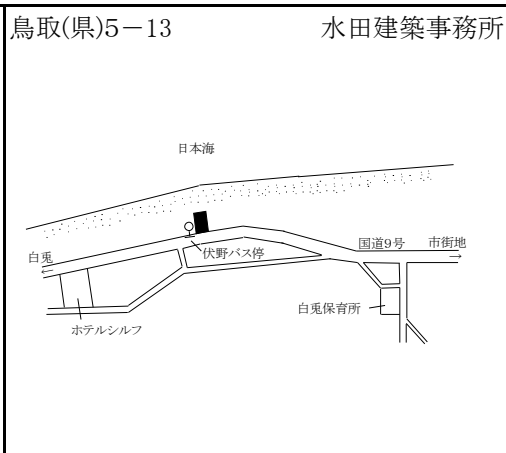 鳥取(県)5－13 水田建築事務所
日本海
国道9号 市街地
白兎
伏野バス停
白兎保育所
ホテルシルフ